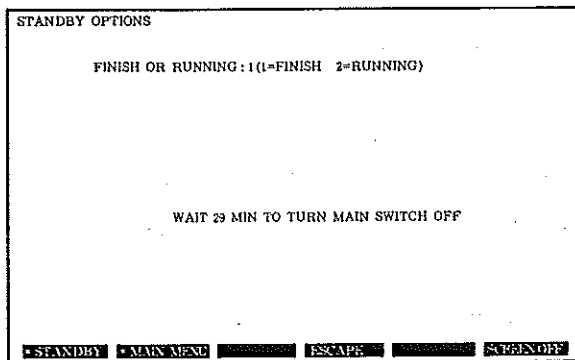 STANDBY OPTIONS
FINISH OR RUNNING:1(1=FINISH 2=RUNNING)
WAIT 29 MIN TO TURN MAIN SWITCH OFF
* STANDBY * MAIN MENU ESCAPE SCREEN OFF